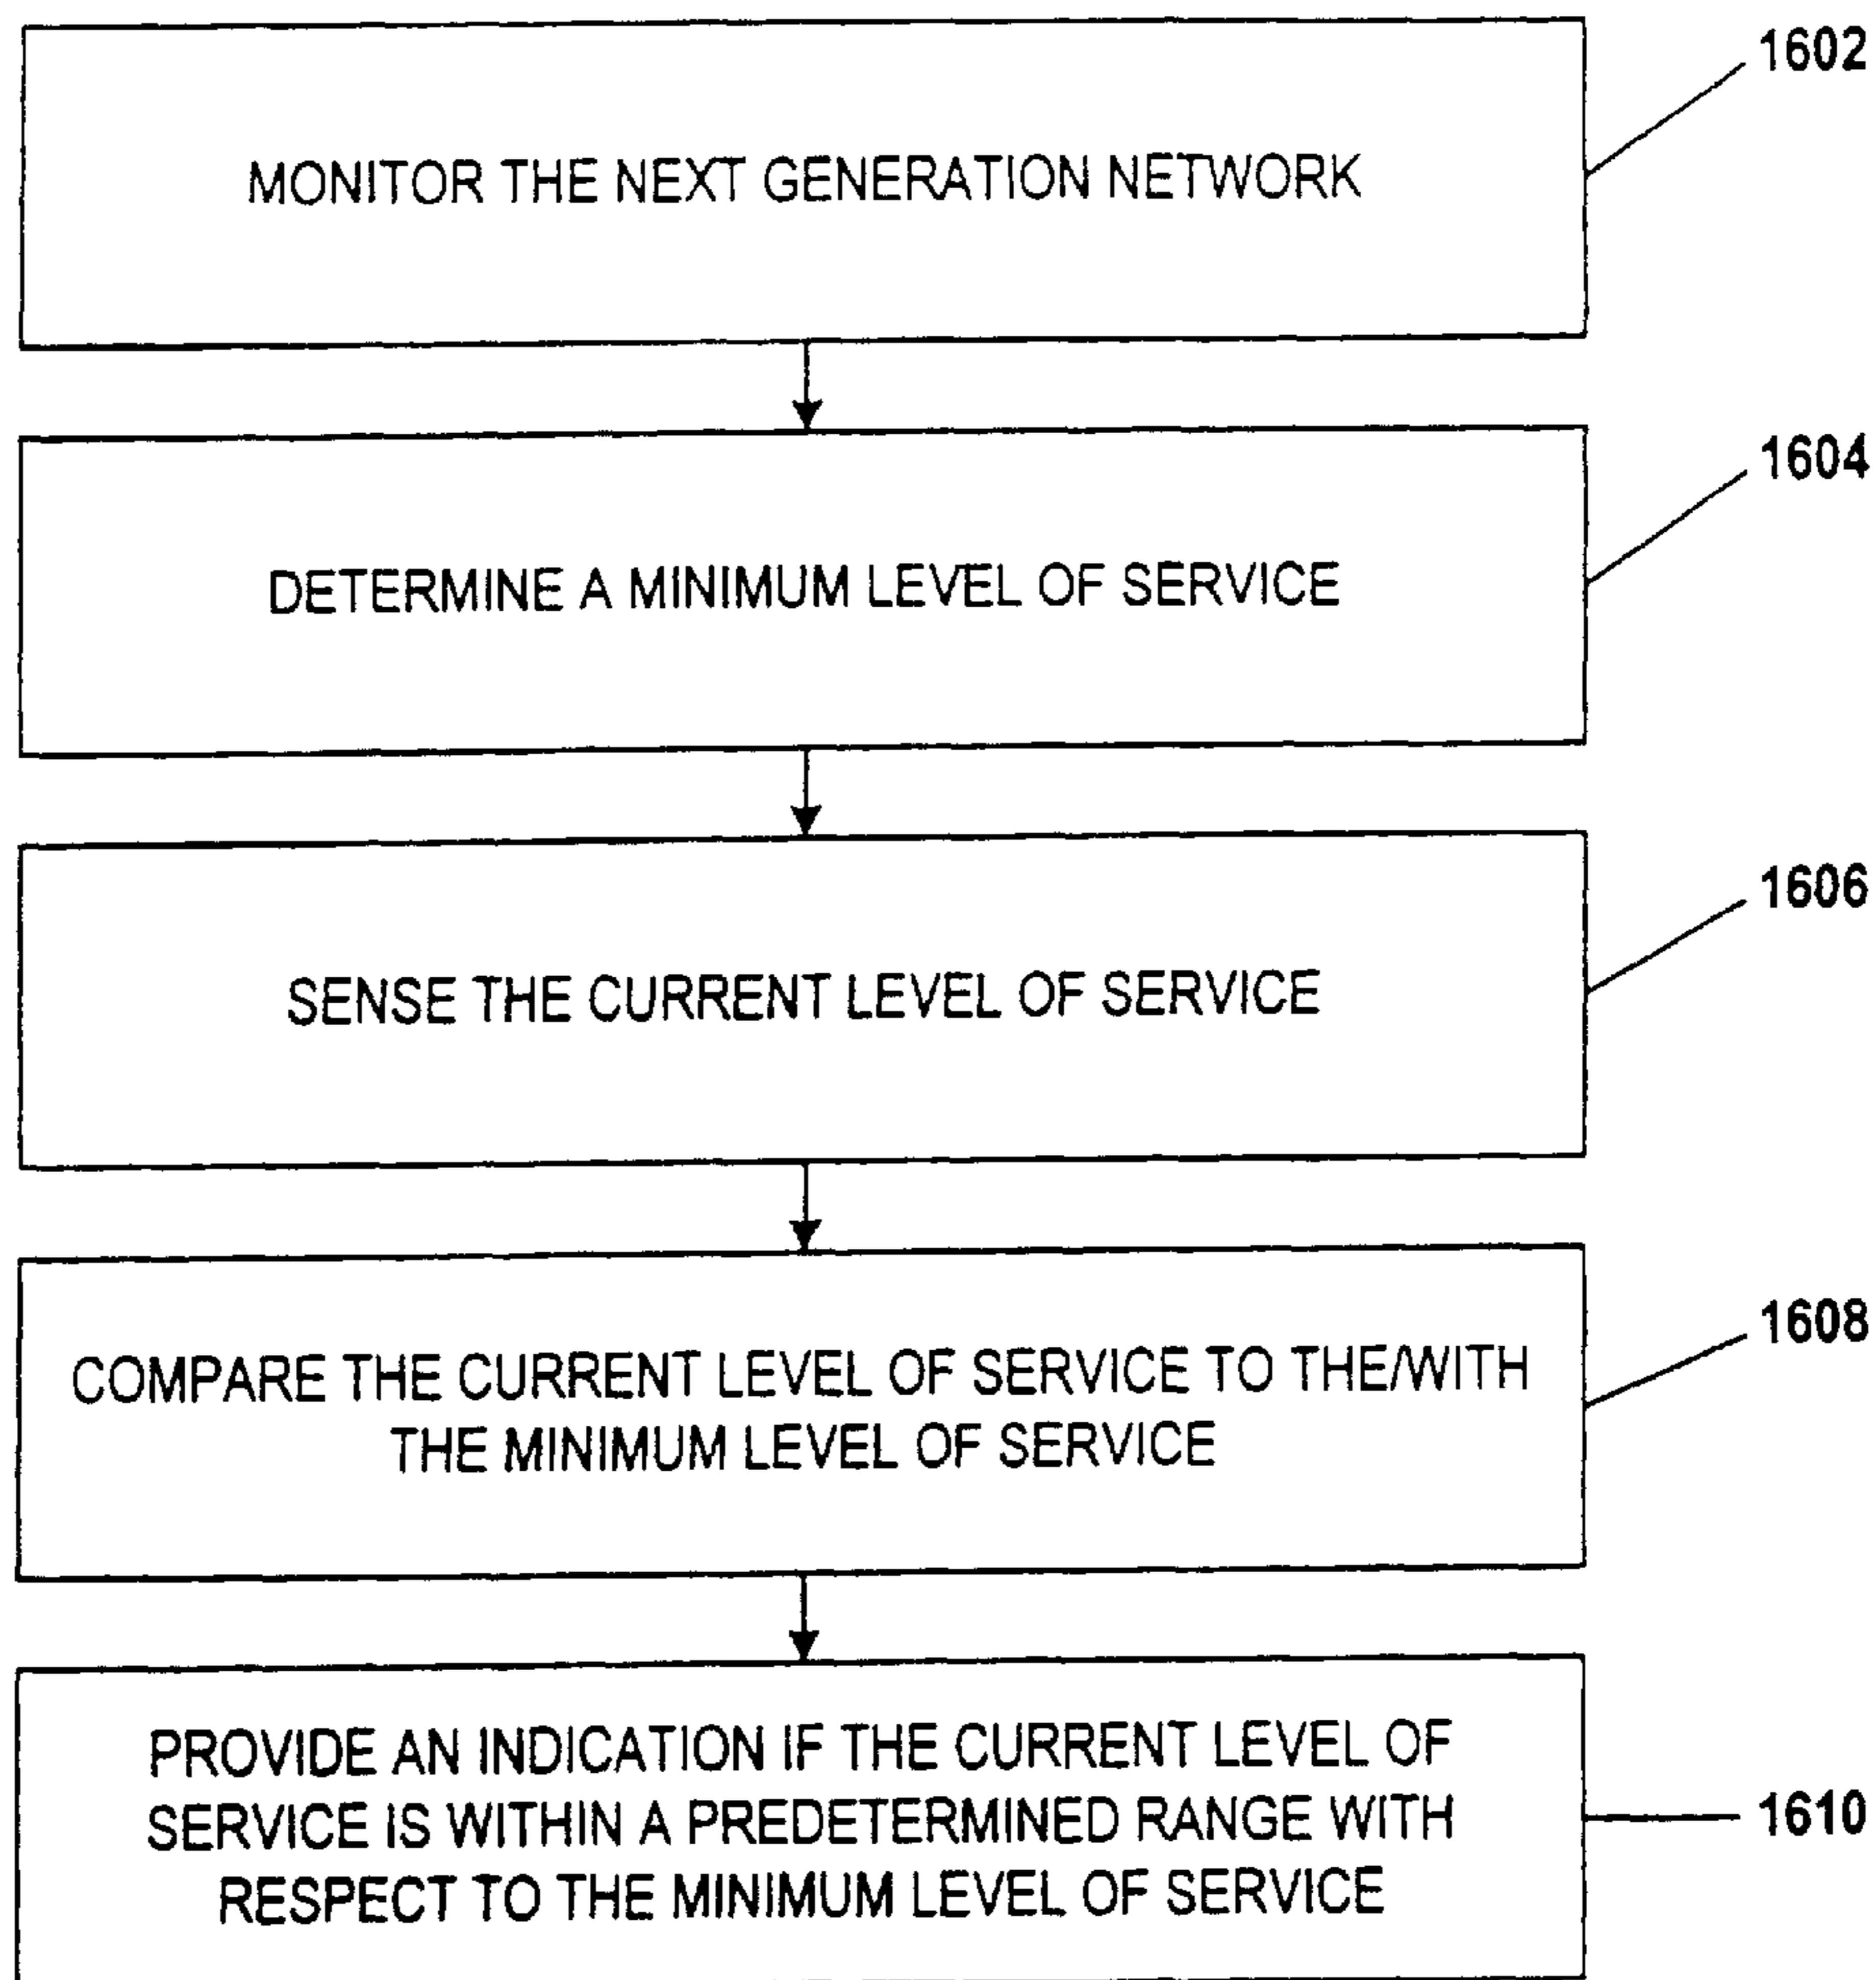 1602
MONITOR THE NEXT GENERATION NETWORK
1604
DETERMINE A MINIMUM LEVEL OF SERVICE
1606
SENSE THE CURRENT LEVEL OF SERVICE
1608
COMPARE THE CURRENT LEVEL OF SERVICE TO THE/WITH
THE MINIMUM LEVEL OF SERVICE
PROVIDE AN INDICATION IF THE CURRENT LEVEL OF
SERVICE IS WITHIN A PREDETERMINED RANGE WITH
RESPECT TO THE MINIMUM LEVEL OF SERVICE
1610